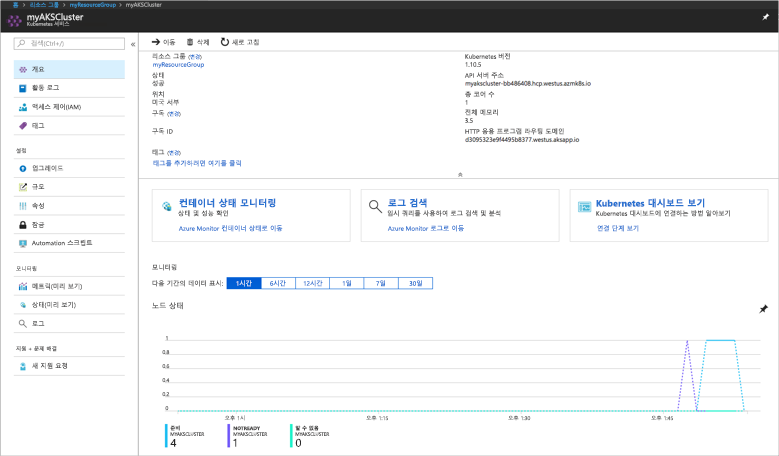 홈 > 리소스 그룹 > myResourceGroup > myAKSCluster
myAKSCluster
Kubernetes 서비스
검색(Ctrl+/)
개요
활동 로그
액세스 제어(IAM)
태그
설정
업그레이드
규모
속성
잠금
Automation 스크립트
모니터링
메트릭(미리 보기)
상태(미리 보기)
로그
지원 + 문제 해결
새 지원 요청
이동 삭제 새로 고침
리소스 그룹 (변경)
myResourceGroup
상태
성공
위치
미국 서부
구독 (변경)
구독 ID
태그 (변경)
태그를 추가하려면 여기를 클릭
Kubernetes 버전
1.10.5
API 서버 주소
myakscluster-bb486408.hcp.westus.azmk8s.io
총 코어 수
1
전체 메모리
3.5
HTTP 응용 프로그램 라우팅 도메인
d3095323e9f4495b8377.westus.aksapp.io
컨테이너 상태 모니터링
상태 및 성능 확인
Azure Monitor 컨테이너 상태로 이동
로그 검색
임시 쿼리를 사용하여 로그 검색 및 분석
Azure Monitor 로그로 이동
Kubernetes 대시보드 보기
Kubernetes 대시보드에 연결하는 방법 알아보기
연결 단계 보기
모니터링
다음 기간의 데이터 표시: 1시간 6시간 12시간 1일 7일 30일
노드 상태
1
0.8
0.6
0.4
0.2
0
오후 1시 오후 1:15 오후 1:30 오후 1:45
준비
MYAKSCLUSTER
4
NOTREADY
MYAKSCLUSTER
1
알 수 없음
MYAKSCLUSTER
0